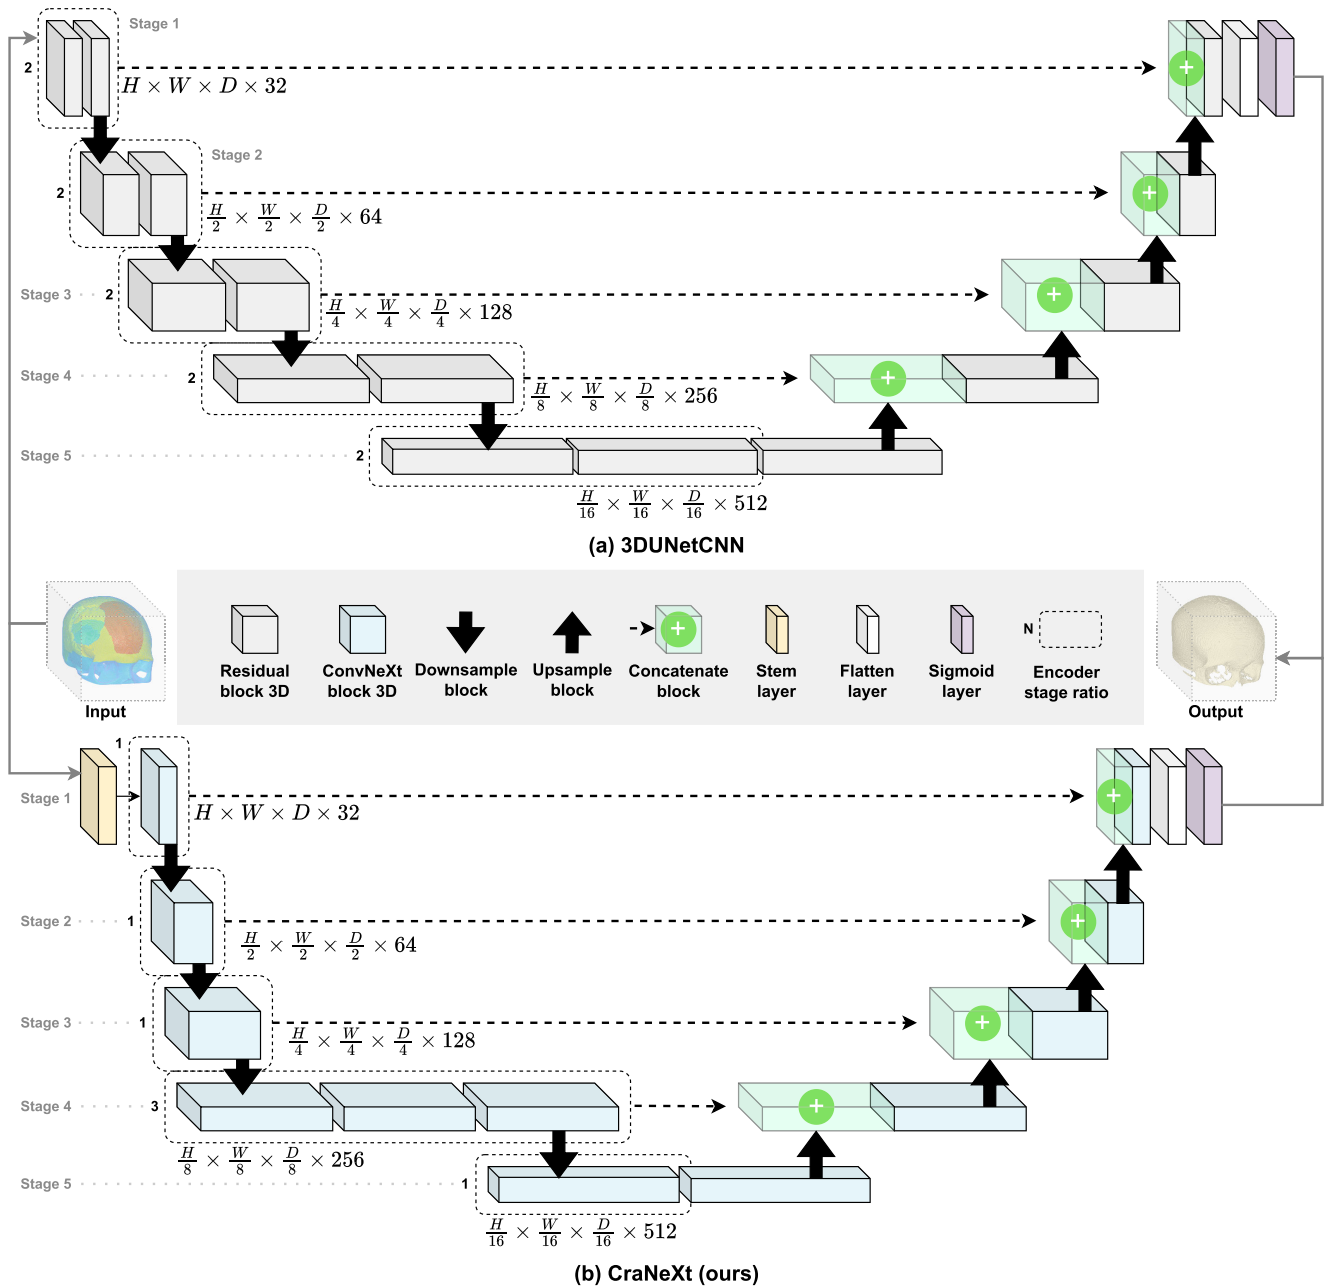 Stage 1
2
H × W × D × 32
Stage 2
2
H/2 × W/2 × D/2 × 64
Stage 3
2
H/4 × W/4 × D/4 × 128
Stage 4
2
H/8 × W/8 × D/8 × 256
Stage 5
2
H/16 × W/16 × D/16 × 512
(a) 3DUNetCNN
Input
Residual
block 3D
ConvNeXt
block 3D
Downsample
block
Upsample
block
Concatenate
block
Stem
layer
Flatten
layer
Sigmoid
layer
N
Encoder
stage ratio
Output
1
Stage 1
H × W × D × 32
Stage 2
1
H/2 × W/2 × D/2 × 64
Stage 3
1
H/4 × W/4 × D/4 × 128
Stage 4
3
H/8 × W/8 × D/8 × 256
Stage 5
1
H/16 × W/16 × D/16 × 512
(b) CraNeXt (ours)